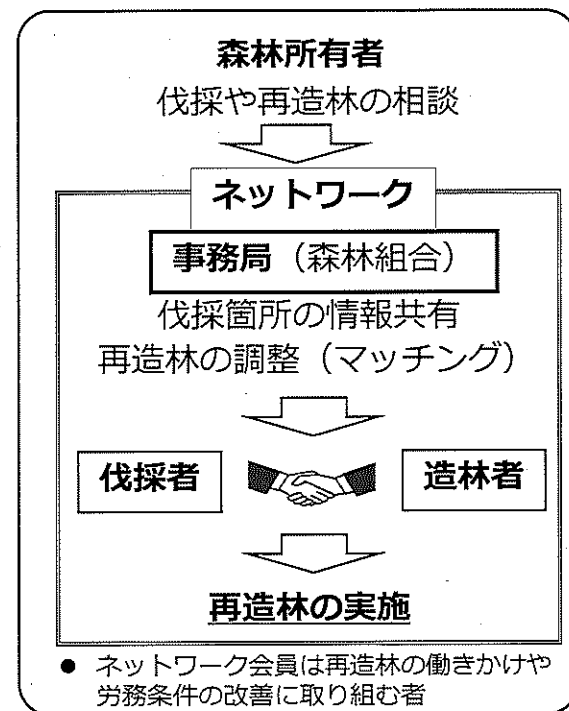 森林所有者
伐採や再造林の相談
ネットワーク
事務局（森林組合）
伐採箇所の情報共有
再造林の調整（マッチング）
伐採者
造林者
再造林の実施
● ネットワーク会員は再造林の働きかけや
労務条件の改善に取り組む者